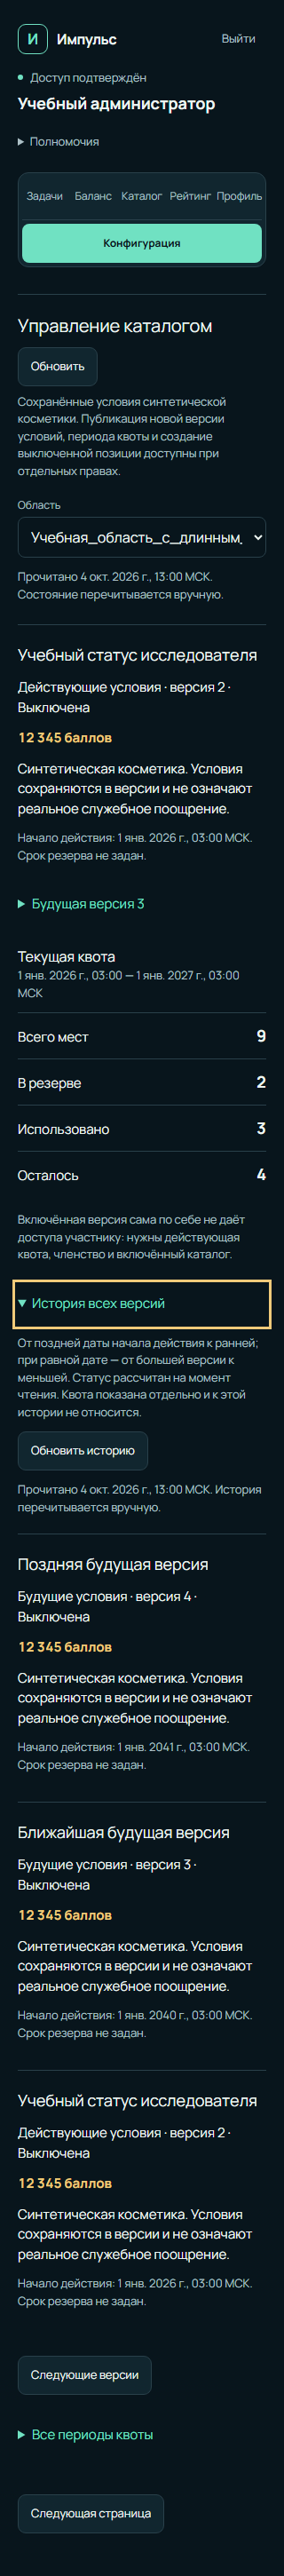 И Импульс Выйти
Доступ подтверждён
Учебный администратор
Полномочия
Задачи Баланс Каталог Рейтинг Профиль
Конфигурация
Управление каталогом
Обновить
Сохранённые условия синтетической
косметики. Публикация новой версии
условий, периода квоты и создание
выключенной позиции доступны при
отдельных правах.
Область
Учебная_область_с_длинным_
Прочитано 4 окт. 2026 г., 13:00 МСК.
Состояние перечитывается вручную.
Учебный статус исследователя
Действующие условия · версия 2 ·
Выключена
12 345 баллов
Синтетическая косметика. Условия
сохраняются в версии и не означают
реальное служебное поощрение.
Начало действия: 1 янв. 2026 г., 03:00 МСК.
Срок резерва не задан.
Будущая версия 3
Текущая квота
1 янв. 2026 г., 03:00 — 1 янв. 2027 г., 03:00
МСК
Всего мест 9
В резерве 2
Использовано 3
Осталось 4
Включённая версия сама по себе не даёт
доступа участнику: нужны действующая
квота, членство и включённый каталог.
История всех версий
От поздней даты начала действия к ранней;
при равной дате — от большей версии к
меньшей. Статус рассчитан на момент
чтения. Квота показана отдельно и к этой
истории не относится.
Обновить историю
Прочитано 4 окт. 2026 г., 13:00 МСК. История
перечитывается вручную.
Поздняя будущая версия
Будущие условия · версия 4 ·
Выключена
12 345 баллов
Синтетическая косметика. Условия
сохраняются в версии и не означают
реальное служебное поощрение.
Начало действия: 1 янв. 2041 г., 03:00 МСК.
Срок резерва не задан.
Ближайшая будущая версия
Будущие условия · версия 3 ·
Выключена
12 345 баллов
Синтетическая косметика. Условия
сохраняются в версии и не означают
реальное служебное поощрение.
Начало действия: 1 янв. 2040 г., 03:00 МСК.
Срок резерва не задан.
Учебный статус исследователя
Действующие условия · версия 2 ·
Выключена
12 345 баллов
Синтетическая косметика. Условия
сохраняются в версии и не означают
реальное служебное поощрение.
Начало действия: 1 янв. 2026 г., 03:00 МСК.
Срок резерва не задан.
Следующие версии
Все периоды квоты
Следующая страница